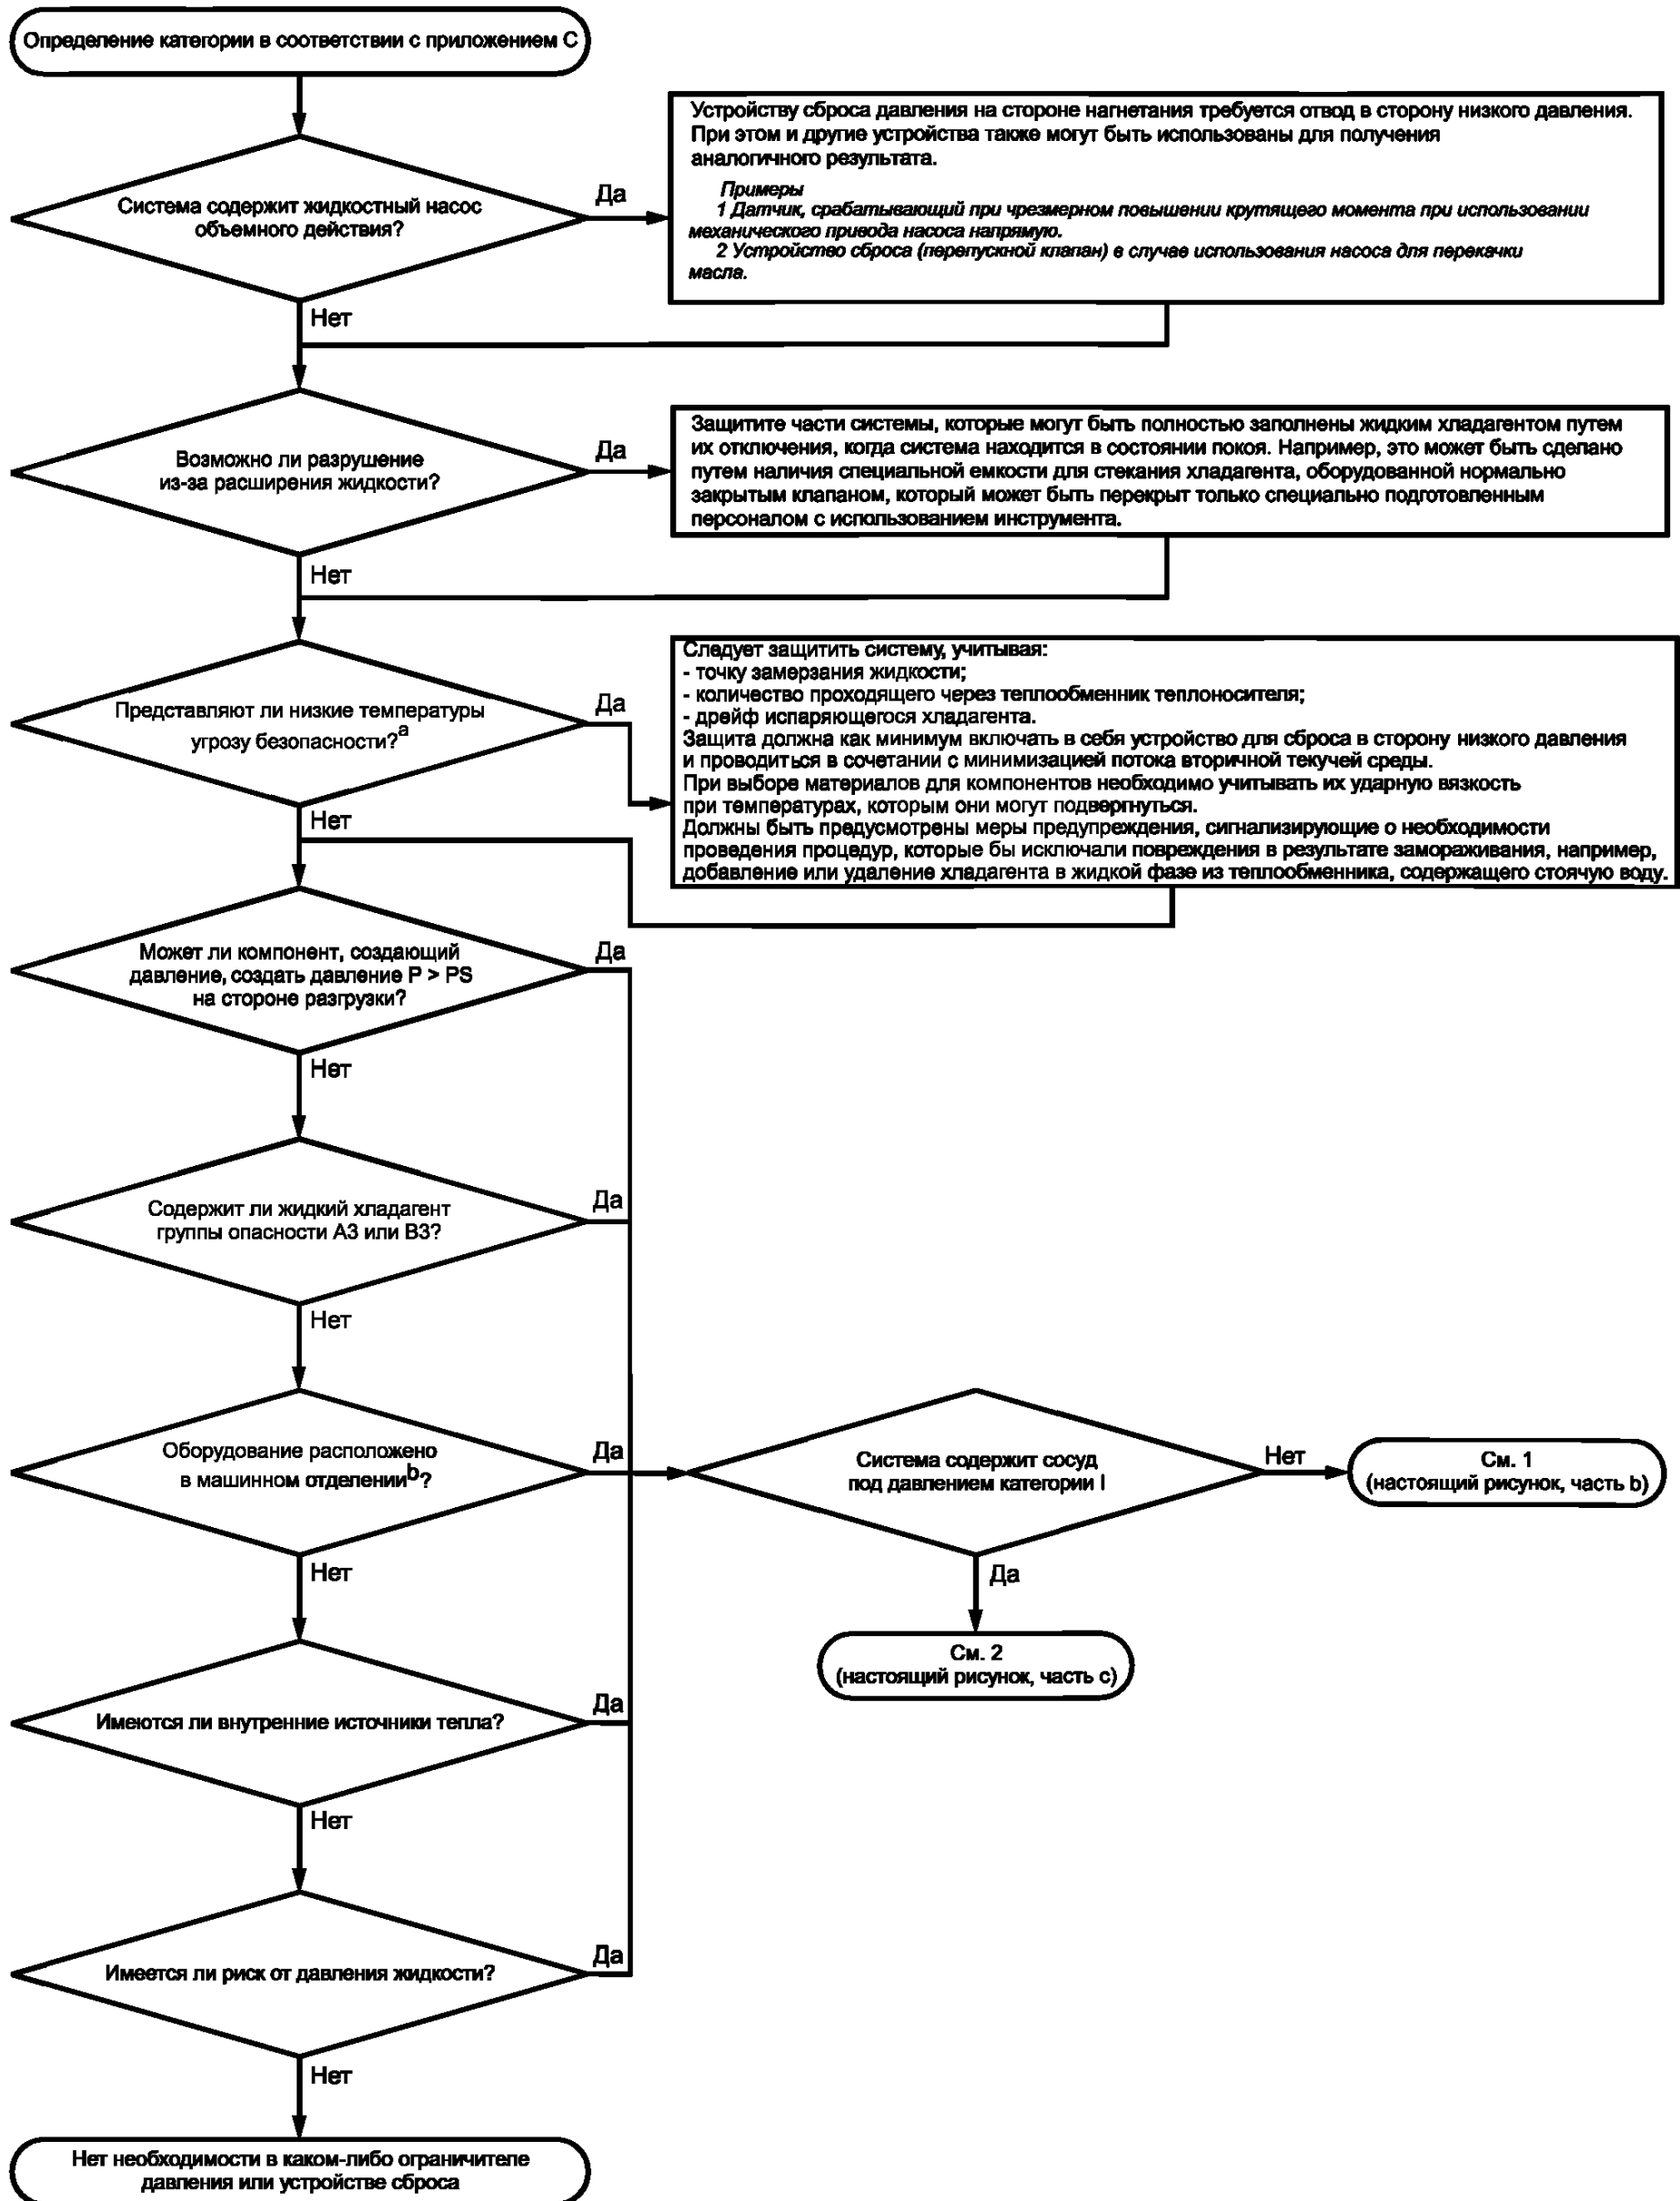 Определение категории в соответствии с приложением С
Устройству сброса давления на стороне нагнетания требуется отвод в сторону низкого давления.
При этом и другие устройства также могут быть использованы для получения
аналогичного результата.
Примеры
1 Датчик, срабатывающий при чрезмерном повышении крутящего момента при использовании
механического привода насоса напрямую.
2 Устройство сброса (перепускной клапан) в случае использования насоса для перекачки
масла.
Система содержит жидкостный насос
объемного действия?
Да
Нет
Защитите части системы, которые могут быть полностью заполнены жидким хладагентом путем
их отключения, когда система находится в состоянии покоя. Например, это может быть сделано
путем наличия специальной емкости для стекания хладагента, оборудованной нормально
закрытым клапаном, который может быть перекрыт только специально подготовленным
персоналом с использованием инструмента.
Возможно ли разрушение
из-за расширения жидкости?
Да
Нет
Следует защитить систему, учитывая:
- точку замерзания жидкости;
- количество проходящего через теплообменник теплоносителя;
- дрейф испаряющегося хладагента.
Защита должна как минимум включать в себя устройство для сброса в сторону низкого давления
и проводиться в сочетании с минимизацией потока вторичной текучей среды.
При выборе материалов для компонентов необходимо учитывать их ударную вязкость
при температурах, которым они могут подвергнуться.
Должны быть предусмотрены меры предупреждения, сигнализирующие о необходимости
проведения процедур, которые бы исключали повреждения в результате замораживания, например,
добавление или удаление хладагента в жидкой фазе из теплообменника, содержащего стоячую воду.
Представляют ли низкие температуры
угрозу безопасности?a
Да
Нет
Может ли компонент, создающий
давление, создать давление P > PS
на стороне разгрузки?
Да
Нет
Содержит ли жидкий хладагент
группы опасности А3 или В3?
Да
Нет
Оборудование расположено
в машинном отделенииb?
Да
Нет
Система содержит сосуд
под давлением категории I
Нет
См. 1
(настоящий рисунок, часть b)
Да
См. 2
(настоящий рисунок, часть c)
Имеются ли внутренние источники тепла?
Да
Нет
Имеется ли риск от давления жидкости?
Да
Нет
Нет необходимости в каком-либо ограничителе
давления или устройстве сброса